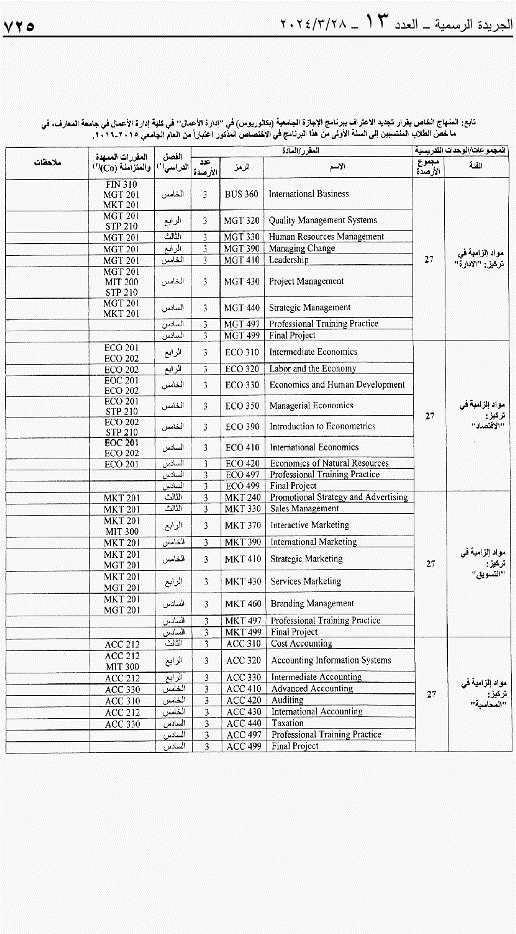 الجريدة الرسمية ــ العدد ١٣ ــ ٢٠٢٤/٣/٢٨
٧٢٥
تابع: المنهاج الخاص بقرار تجديد الاعتراف ببرنامج الإجازة الجامعية (بكالوريوس) في "إدارة الأعمال" في كلية إدارة الأعمال في جامعة المعارف، في
ما خص الطلاب المنتسبين إلى السنة الأولى من هذا البرنامج في الاختصاص المذكور اعتباراً من العام الجامعي ٢٠١٥-٢٠١٦.
المجموعات/الوحدات التدريسية المقرر/المادة الفصل الدراسي(١) المقررات الممهدة والمتزامنة (Co)(٢) ملاحظات
الفئة مجموع الأرصدة الاسم الرمز عدد الأرصدة
مواد إلزامية في تركيز: "الإدارة" 27
International Business BUS 360 3 الخامس FIN 310 MGT 201 MKT 201
Quality Management Systems MGT 320 3 الرابع MGT 201 STP 210
Human Resources Management MGT 330 3 الثالث MGT 201
Managing Change MGT 390 3 الرابع MGT 201
Leadership MGT 410 3 الخامس MGT 201
Project Management MGT 430 3 الخامس MGT 201 MIT 200 STP 210
Strategic Management MGT 440 3 السادس MGT 201 MKT 201
Professional Training Practice MGT 497 3 السادس
Final Project MGT 499 3 السادس
مواد إلزامية في تركيز: "الاقتصاد" 27
Intermediate Economics ECO 310 3 الرابع ECO 201 ECO 202
Labor and the Economy ECO 320 3 الرابع ECO 202
Economics and Human Development ECO 330 3 الخامس EOC 201 ECO 202
Managerial Economics ECO 350 3 الخامس ECO 201 STP 210
Introduction to Econometrics ECO 390 3 الخامس ECO 202 STP 210
International Economics ECO 410 3 السادس EOC 201 ECO 202
Economics of Natural Resources ECO 420 3 السادس ECO 201
Professional Training Practice ECO 497 3 السادس
Final Project ECO 499 3 السادس
مواد إلزامية في تركيز: "التسويق" 27
Promotional Strategy and Advertising MKT 240 3 الثالث MKT 201
Sales Management MKT 330 3 الثالث MKT 201
Interactive Marketing MKT 370 3 الرابع MKT 201 MIT 300
International Marketing MKT 390 3 الخامس MKT 201
Strategic Marketing MKT 410 3 الخامس MKT 201 MGT 201
Services Marketing MKT 430 3 الرابع MKT 201 MGT 201
Branding Management MKT 460 3 السادس MKT 201 MGT 201
Professional Training Practice MKT 497 3 السادس
Final Project MKT 499 3 السادس
مواد إلزامية في تركيز: "المحاسبة" 27
Cost Accounting ACC 310 3 الثالث ACC 212
Accounting Information Systems ACC 320 3 الرابع ACC 212 MIT 300
Intermediate Accounting ACC 330 3 الرابع ACC 212
Advanced Accounting ACC 410 3 الخامس ACC 330
Auditing ACC 420 3 الخامس ACC 310
International Accounting ACC 430 3 الخامس ACC 212
Taxation ACC 440 3 السادس ACC 330
Professional Training Practice ACC 497 3 السادس
Final Project ACC 499 3 السادس